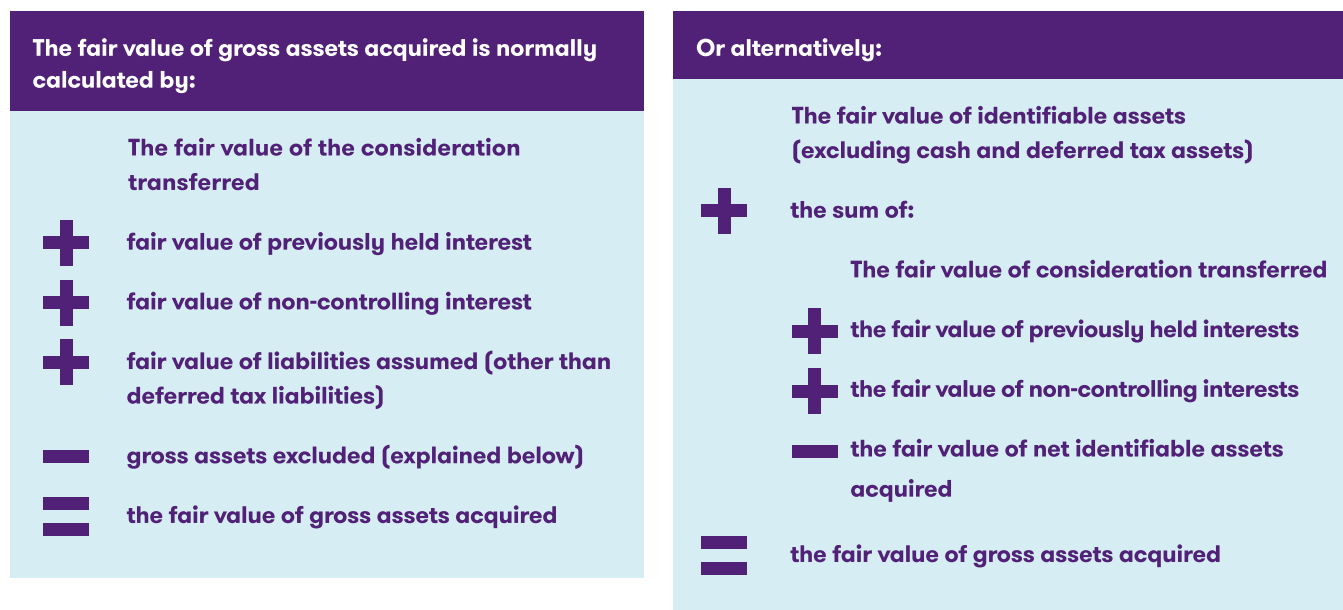 The fair value of gross assets acquired is normally
calculated by:
The fair value of the consideration
transferred
+ fair value of previously held interest
+ fair value of non-controlling interest
+ fair value of liabilities assumed (other than
deferred tax liabilities)
− gross assets excluded (explained below)
= the fair value of gross assets acquired
Or alternatively:
The fair value of identifiable assets
(excluding cash and deferred tax assets)
+ the sum of:
The fair value of consideration transferred
+ the fair value of previously held interests
+ the fair value of non-controlling interests
− the fair value of net identifiable assets
acquired
= the fair value of gross assets acquired